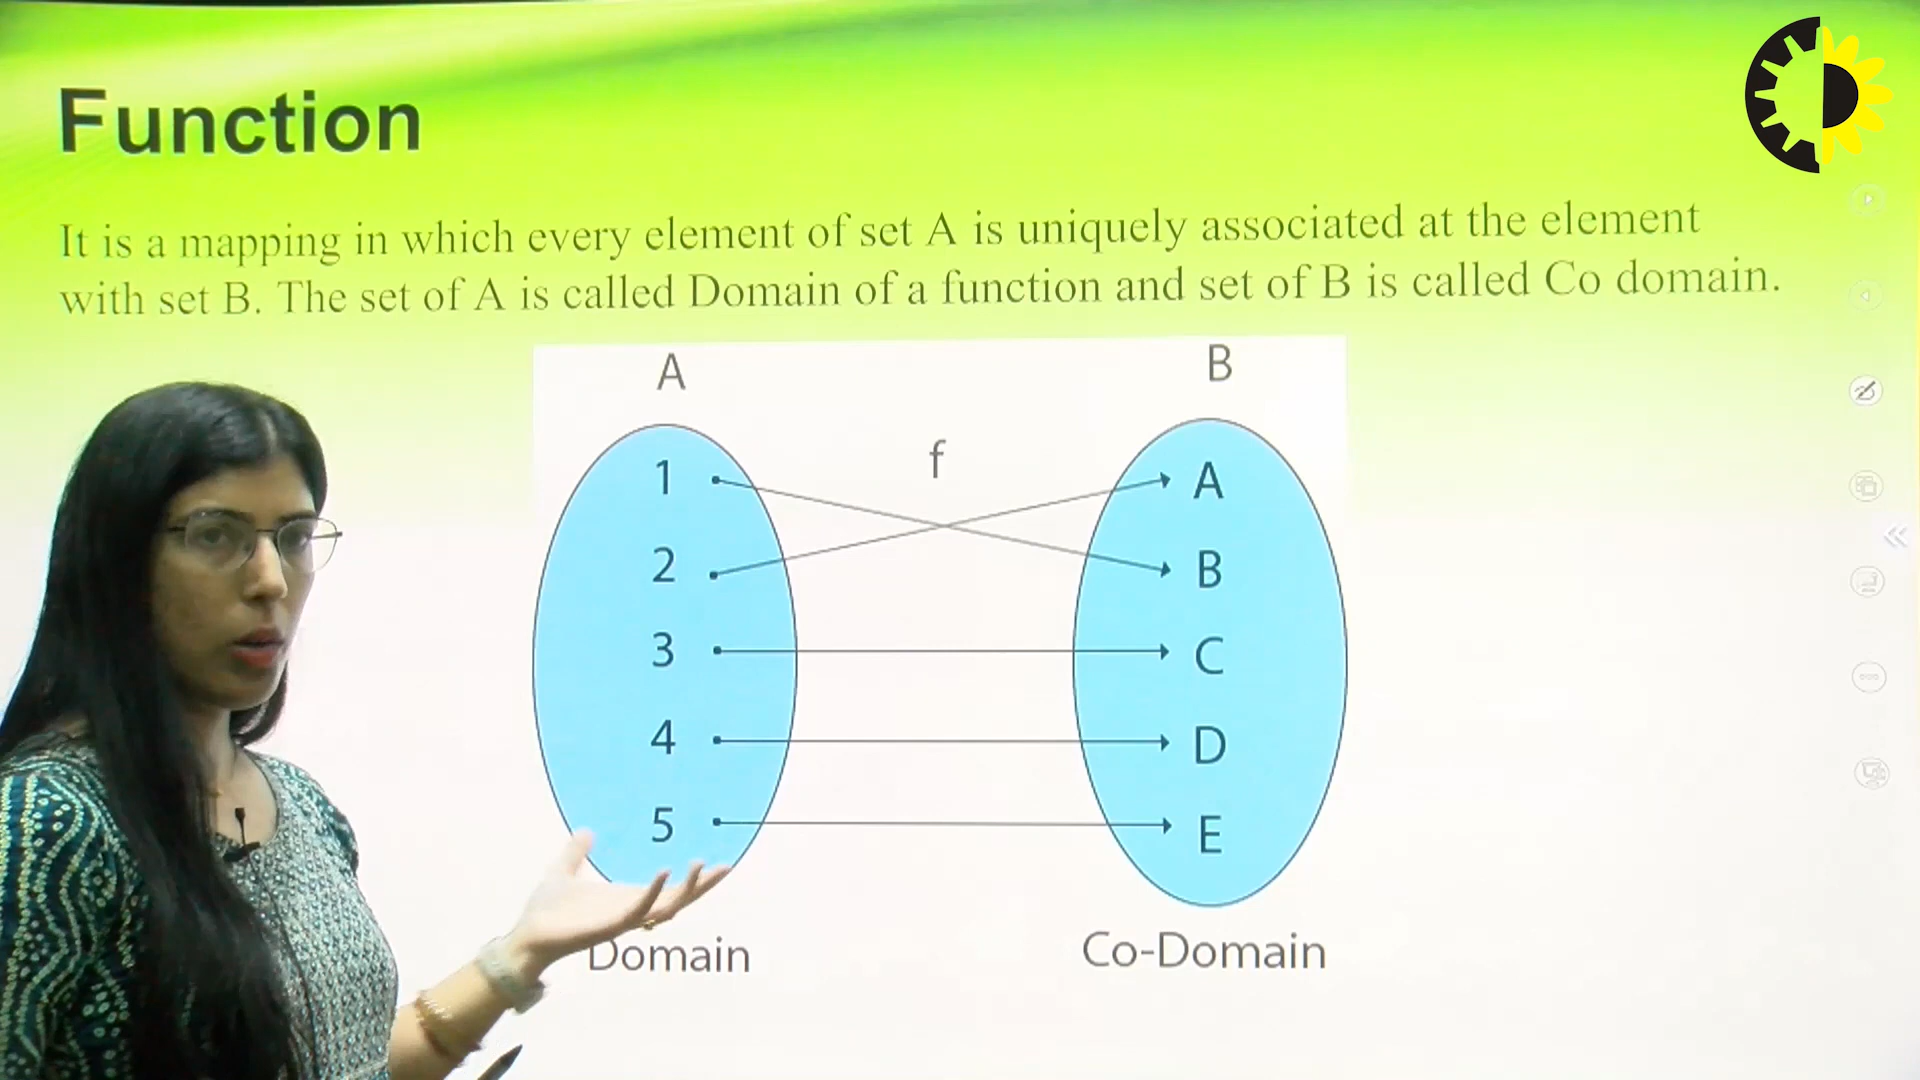 Function
It is a mapping in which every element of set A is uniquely associated at the element
with set B. The set of A is called Domain of a function and set of B is called Co domain.
A B
f
1 A
2 B
3 C
4 D
5 E
Domain Co-Domain